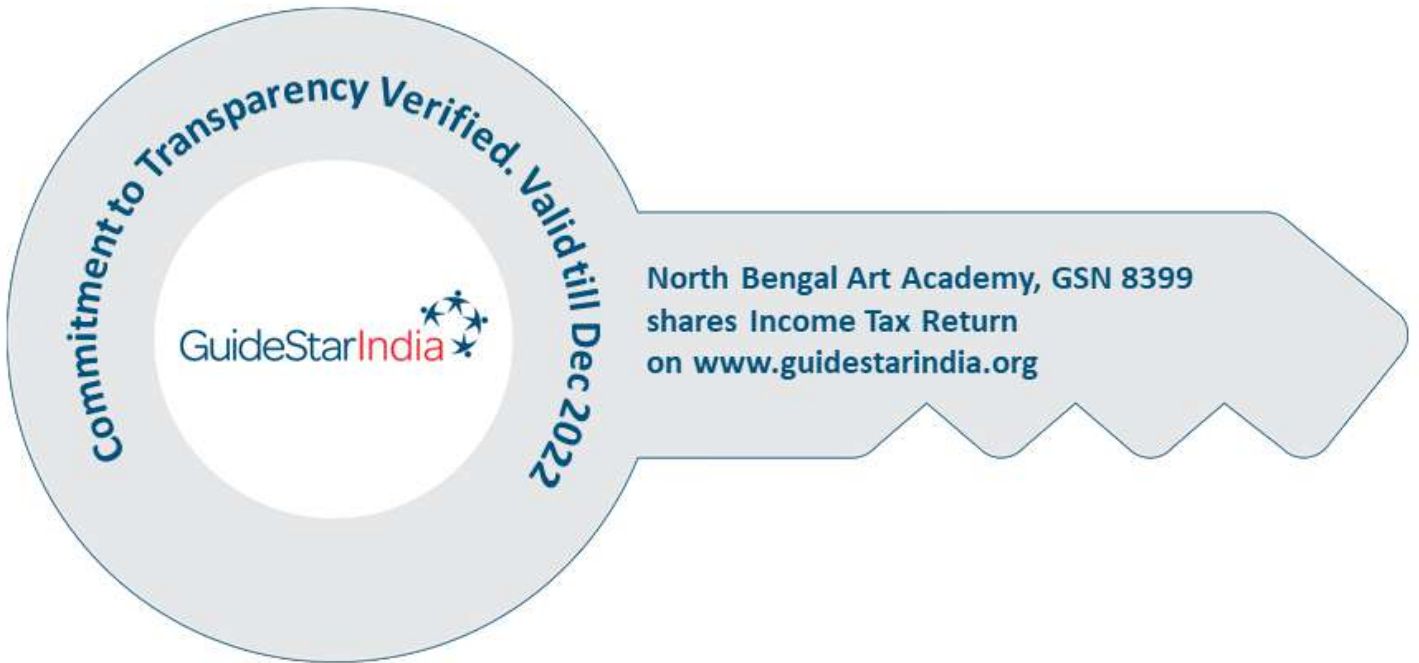 Commitment to Transparency Verified. Valid till Dec 2022
GuideStarIndia
North Bengal Art Academy, GSN 8399
shares Income Tax Return
on www.guidestarindia.org